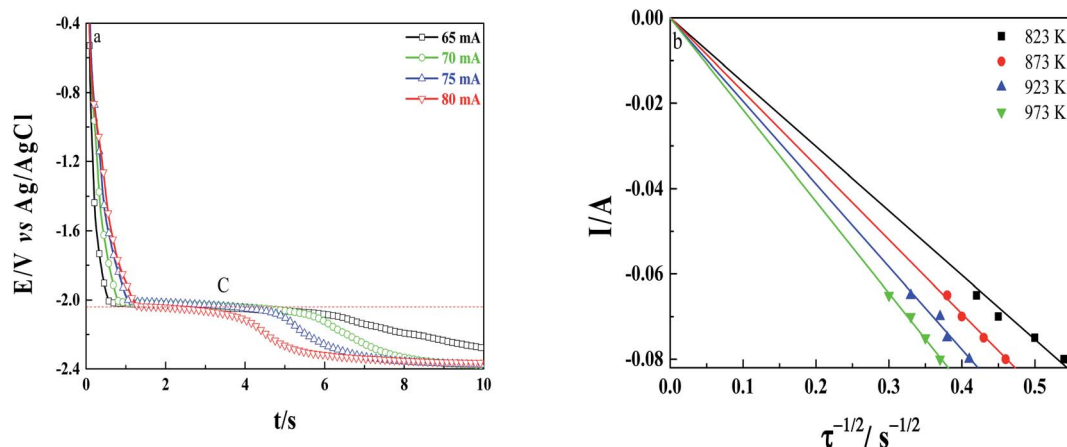 -0.4
-0.8
-1.2
-1.6
-2.0
-2.4
E/V vs Ag/AgCl
a
65 mA
70 mA
75 mA
80 mA
C
0 2 4 6 8 10
t/s
0.00
-0.02
-0.04
-0.06
-0.08
I/A
b
823 K
873 K
923 K
973 K
0.0 0.1 0.2 0.3 0.4 0.5
τ⁻¹/²/ s⁻¹/²